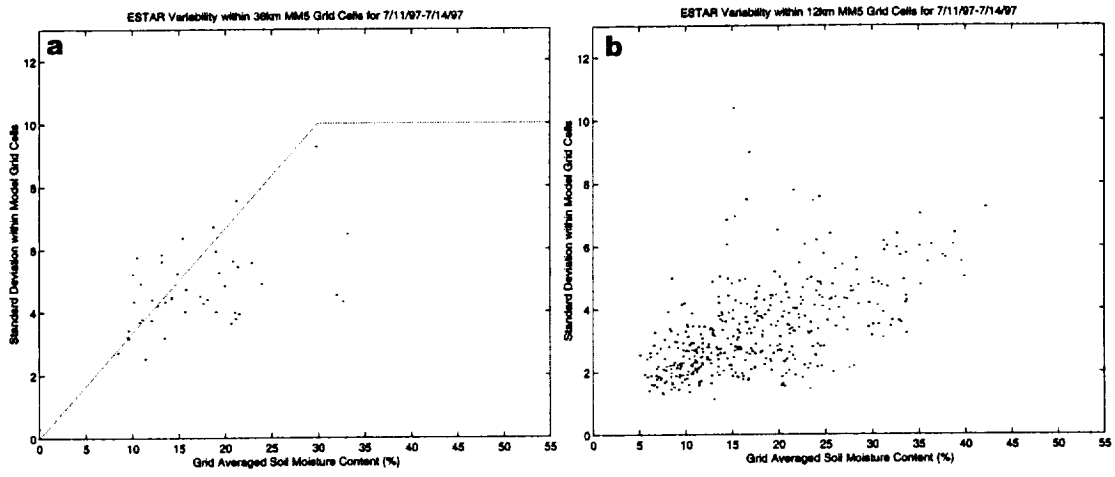 ESTAR Variability within 36km MM5 Grid Cells for 7/11/97-7/14/97
a
Standard Deviation within Model Grid Cells
12
10
8
6
4
2
0
0 5 10 15 20 25 30 35 40 45 50 55
Grid Averaged Soil Moisture Content (%)
ESTAR Variability within 12km MM5 Grid Cells for 7/11/97-7/14/97
b
Standard Deviation within Model Grid Cells
12
10
8
6
4
2
0
0 5 10 15 20 25 30 35 40 45 50 55
Grid Averaged Soil Moisture Content (%)